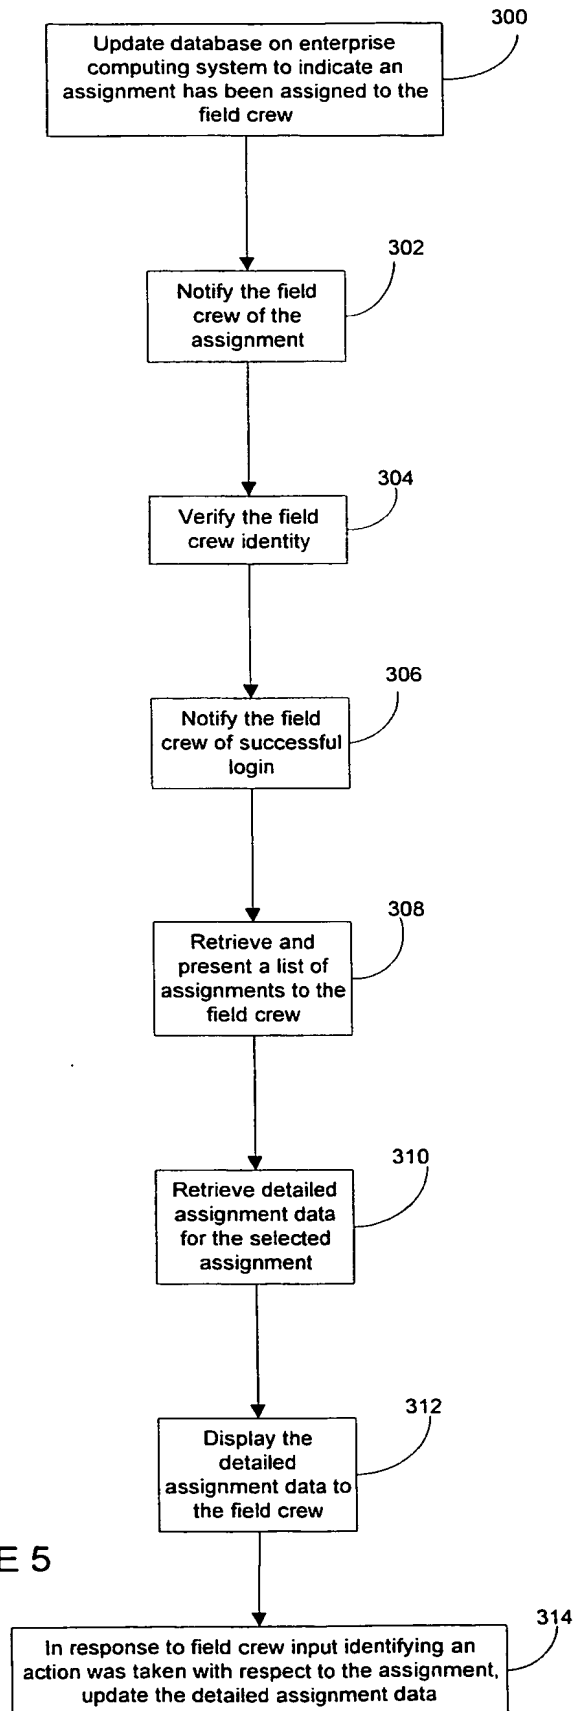 300
Update database on enterprise
computing system to indicate an
assignment has been assigned to the
field crew
302
Notify the field
crew of the
assignment
304
Verify the field
crew identity
306
Notify the field
crew of successful
login
308
Retrieve and
present a list of
assignments to the
field crew
310
Retrieve detailed
assignment data
for the selected
assignment
312
Display the
detailed
assignment data to
the field crew
E 5
314
In response to field crew input identifying an
action was taken with respect to the assignment,
update the detailed assignment data